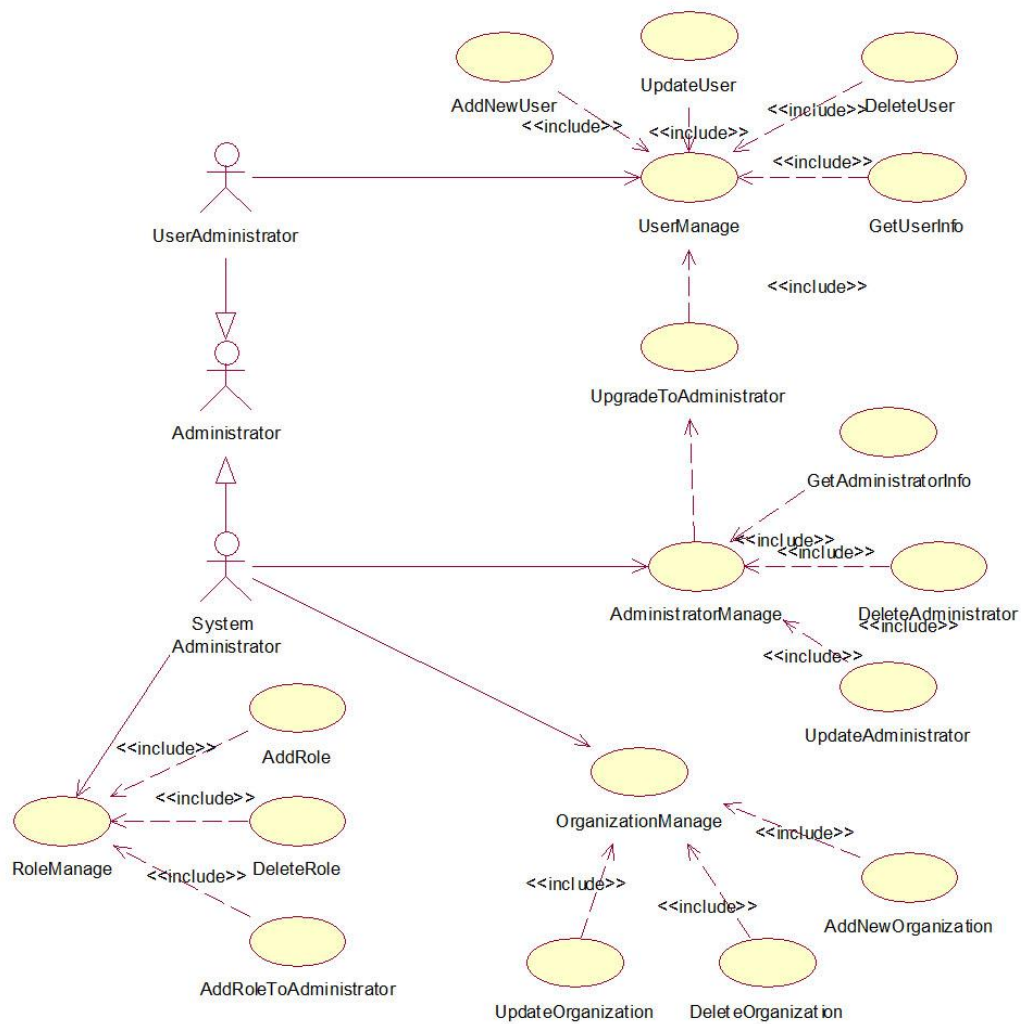 UpdateUser
AddNewUser
DeleteUser
<<include>>
<<include>>
<<include>>
<<include>>
UserAdministrator
UserManage
GetUserInfo
<<include>>
UpgradeToAdministrator
Administrator
GetAdministratorInfo
<<include>>
<<include>>
System
Administrator
AdministratorManage
DeleteAdministrator
<<include>>
<<include>>
UpdateAdministrator
<<include>>
AddRole
<<include>>
OrganizationManage
<<include>>
RoleManage
DeleteRole
<<include>>
<<include>>
<<include>>
AddNewOrganization
AddRoleToAdministrator
UpdateOrganization
DeleteOrganization